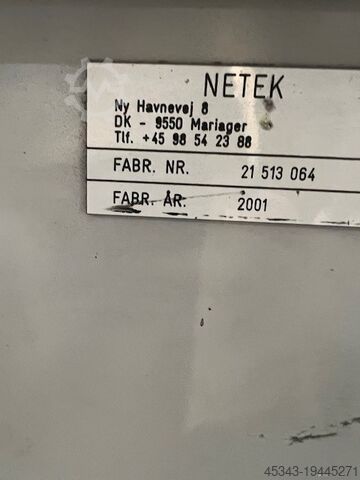 NETEK
Ny Havnevej 8
DK - 9550 Mariager
Tlf. +45 98 54 23 88
FABR. NR. 21 513 064
FABR. ÅR. 2001
45343-19445271